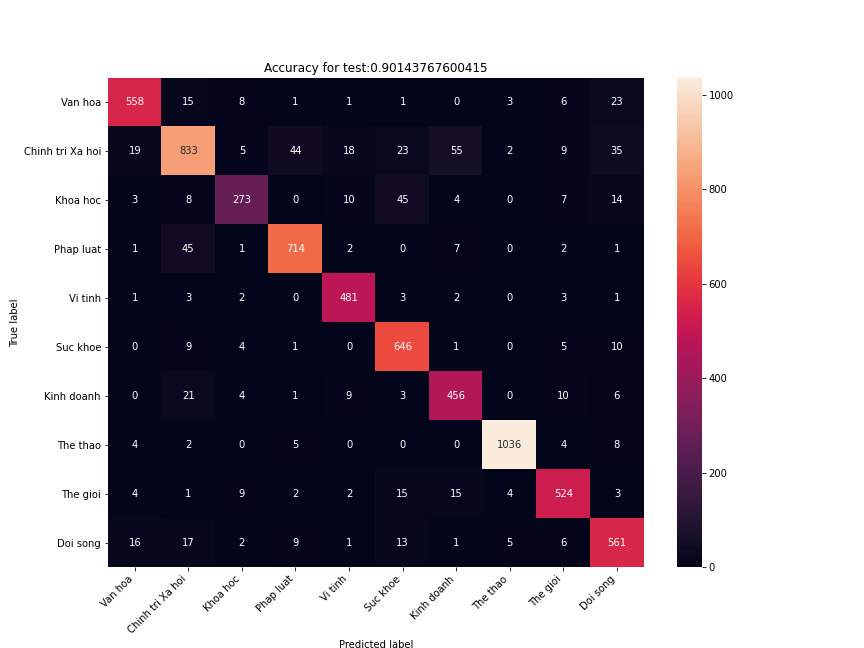 Accuracy for test:0.90143767600415
Van hoa 558 15 8 1 1 1 0 3 6 23
Chinh tri Xa hoi 19 833 5 44 18 23 55 2 9 35
Khoa hoc 3 8 273 0 10 45 4 0 7 14
Phap luat 1 45 1 714 2 0 7 0 2 1
Vi tinh 1 3 2 0 481 3 2 0 3 1
Suc khoe 0 9 4 1 0 646 1 0 5 10
Kinh doanh 0 21 4 1 9 3 456 0 10 6
The thao 4 2 0 5 0 0 0 1036 4 8
The gioi 4 1 9 2 2 15 15 4 524 3
Doi song 16 17 2 9 1 13 1 5 6 561
True label
Van hoa Chinh tri Xa hoi Khoa hoc Phap luat Vi tinh Suc khoe Kinh doanh The thao The gioi Doi song
Predicted label
1000
800
600
400
200
0